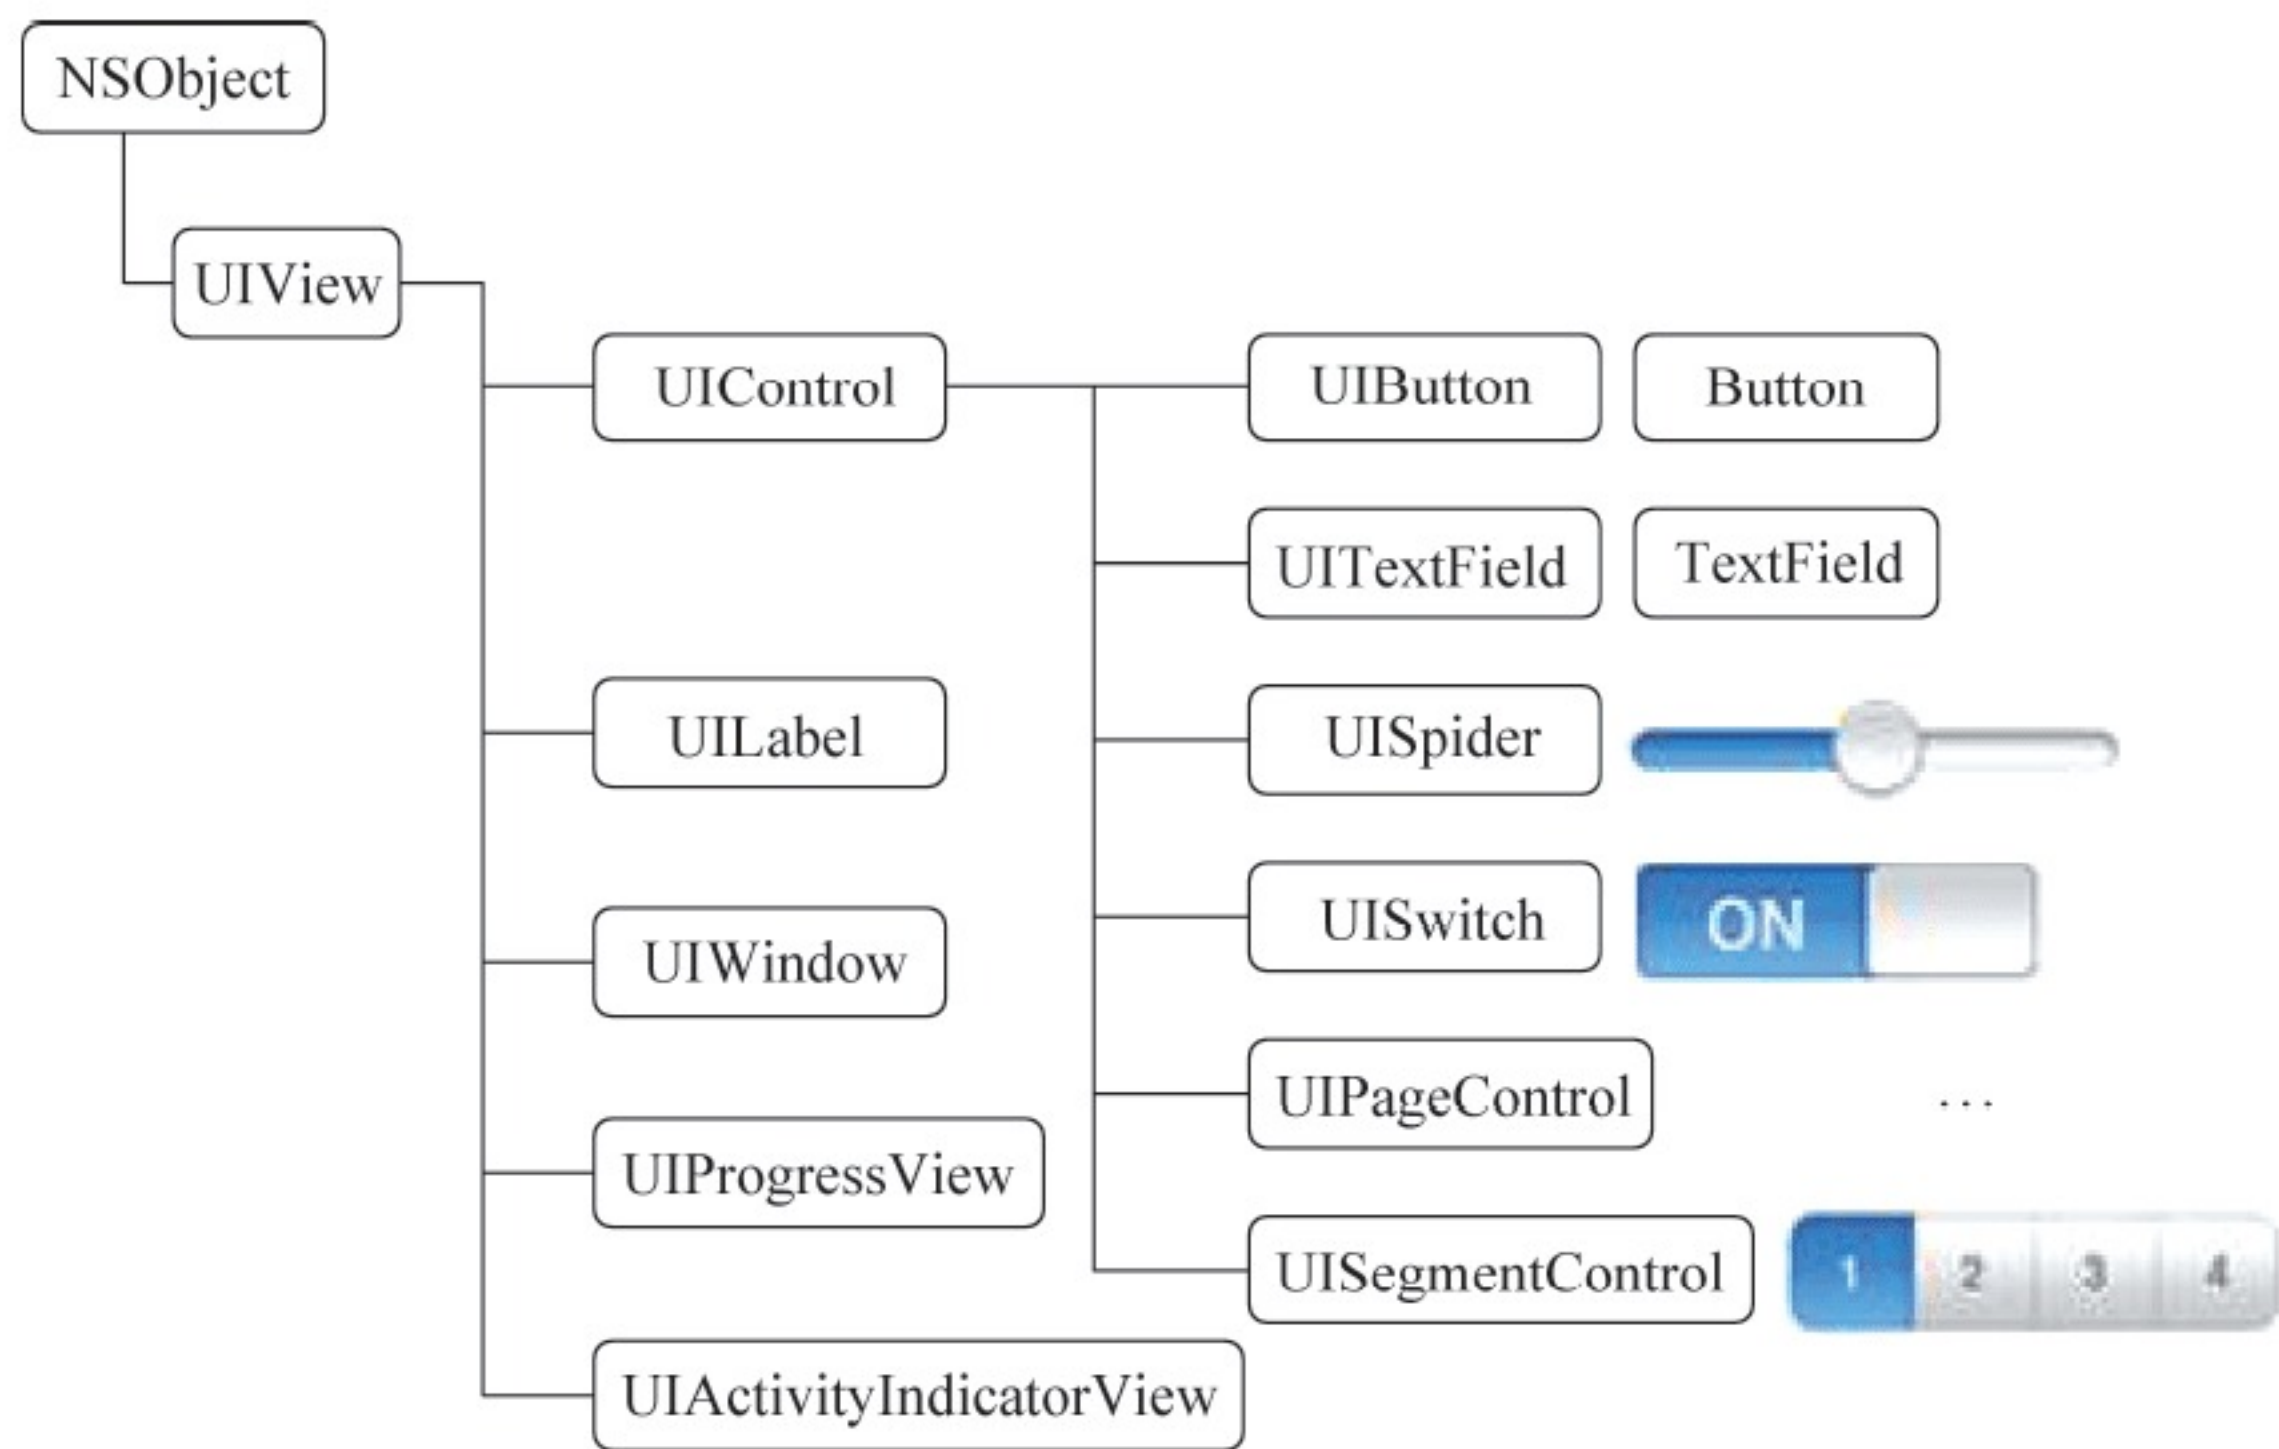 NSObject
UIView
UIControl
UIButton
Button
UITextField
TextField
UILabel
UISpider
UISwitch
ON
UIWindow
UIPageControl
...
UIProgressView
UISegmentControl
1 2 3 4
UIActivityIndicatorView